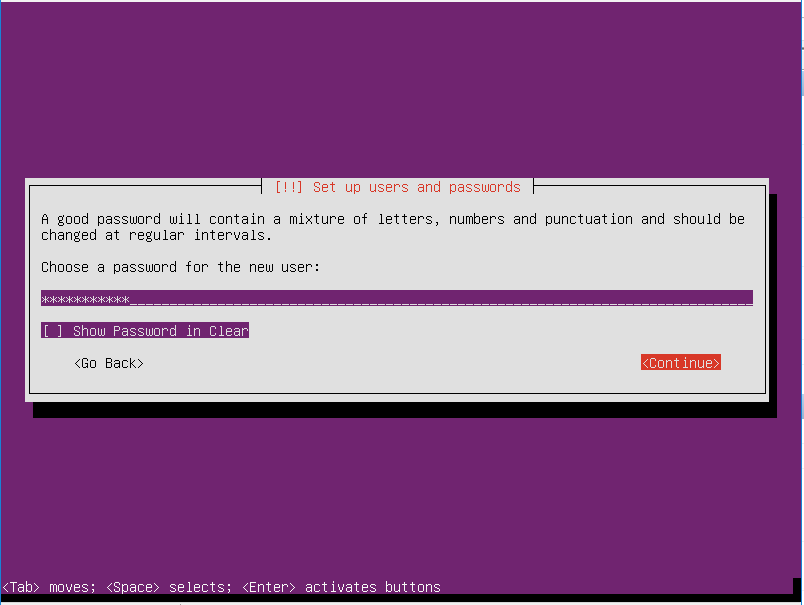 [!!] Set up users and passwords
A good password will contain a mixture of letters, numbers and punctuation and should be
changed at regular intervals.
Choose a password for the new user:
***********_______________________________________________________________________________
[ ] Show Password in Clear
<Go Back> <Continue>
<Tab> moves; <Space> selects; <Enter> activates buttons